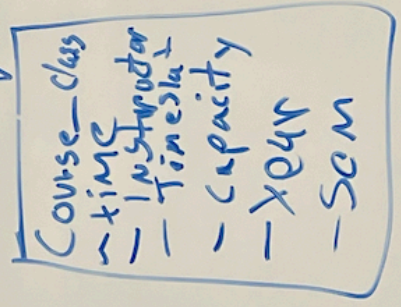 Course_class
- time
- Instructor
- Timeslot
- Capacity
- Year
- Sem